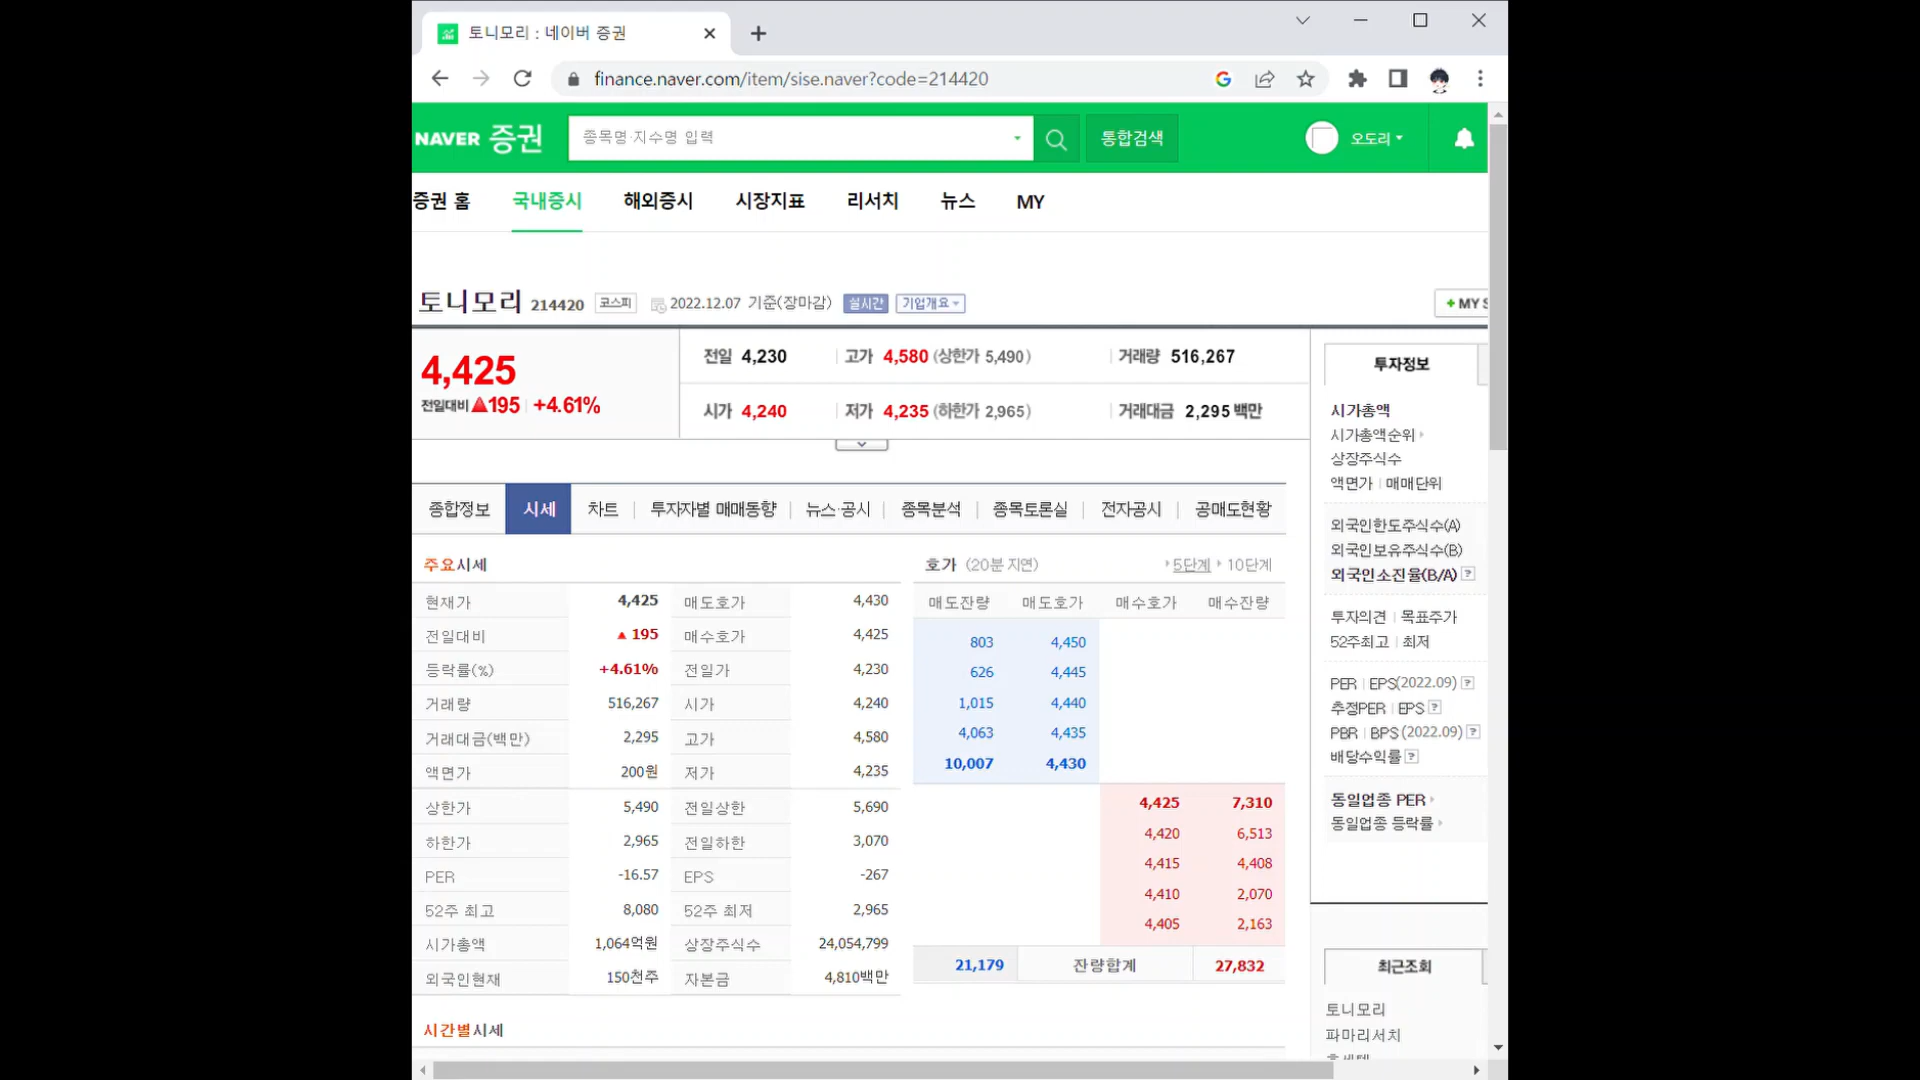 토니모리 : 네이버 증권
finance.naver.com/item/sise.naver?code=214420
NAVER 증권 종목명·지수명 입력 통합검색 오도리
증권 홈 국내증시 해외증시 시장지표 리서치 뉴스 MY
토니모리 214420 코스피 2022.12.07 기준(장마감) 실시간 기업개요 + MY
4,425
전일대비 ▲195 +4.61%
전일 4,230 고가 4,580 (상한가 5,490) 거래량 516,267
시가 4,240 저가 4,235 (하한가 2,965) 거래대금 2,295 백만
종합정보 시세 차트 투자자별 매매동향 뉴스·공시 종목분석 종목토론실 전자공시 공매도현황
주요시세
현재가 4,425 매도호가 4,430
전일대비 ▲ 195 매수호가 4,425
등락률(%) +4.61% 전일가 4,230
거래량 516,267 시가 4,240
거래대금(백만) 2,295 고가 4,580
액면가 200원 저가 4,235
상한가 5,490 전일상한 5,690
하한가 2,965 전일하한 3,070
PER -16.57 EPS -267
52주 최고 8,080 52주 최저 2,965
시가총액 1,064억원 상장주식수 24,054,799
외국인현재 150천주 자본금 4,810백만
호가 (20분 지연) 5단계 10단계
매도잔량 매도호가 매수호가 매수잔량
803 4,450
626 4,445
1,015 4,440
4,063 4,435
10,007 4,430
4,425 7,310
4,420 6,513
4,415 4,408
4,410 2,070
4,405 2,163
21,179 잔량합계 27,832
시간별시세
투자정보
시가총액
시가총액순위
상장주식수
액면가 | 매매단위
외국인한도주식수(A)
외국인보유주식수(B)
외국인소진율(B/A) ?
투자의견 | 목표주가
52주최고 | 최저
PER | EPS(2022.09) ?
추정PER | EPS ?
PBR | BPS (2022.09) ?
배당수익률 ?
동일업종 PER
동일업종 등락률
최근조회
토니모리
파마리서치